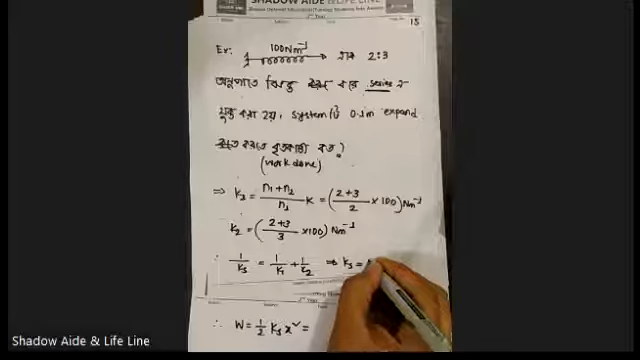 SHADOW AIDE & LIFE LINE
15
Ex: 100Nm⁻¹ 2:3
অনুপাতে বিভক্ত করে series এ
যুক্ত করা হয়, system টি 0.1m expand
করতে কৃতকার্য কত?
(work done)
⇒ K₁ = (n₁+n₂)/n₁ K = ((2+3)/2 ×100) Nm⁻¹
K₂ = ((2+3)/3 ×100) Nm⁻¹
∴ 1/Ks = 1/K₁ + 1/K₂ ⇒ Ks =
∴ W = ½ Ks x² =
Shadow Aide & Life Line